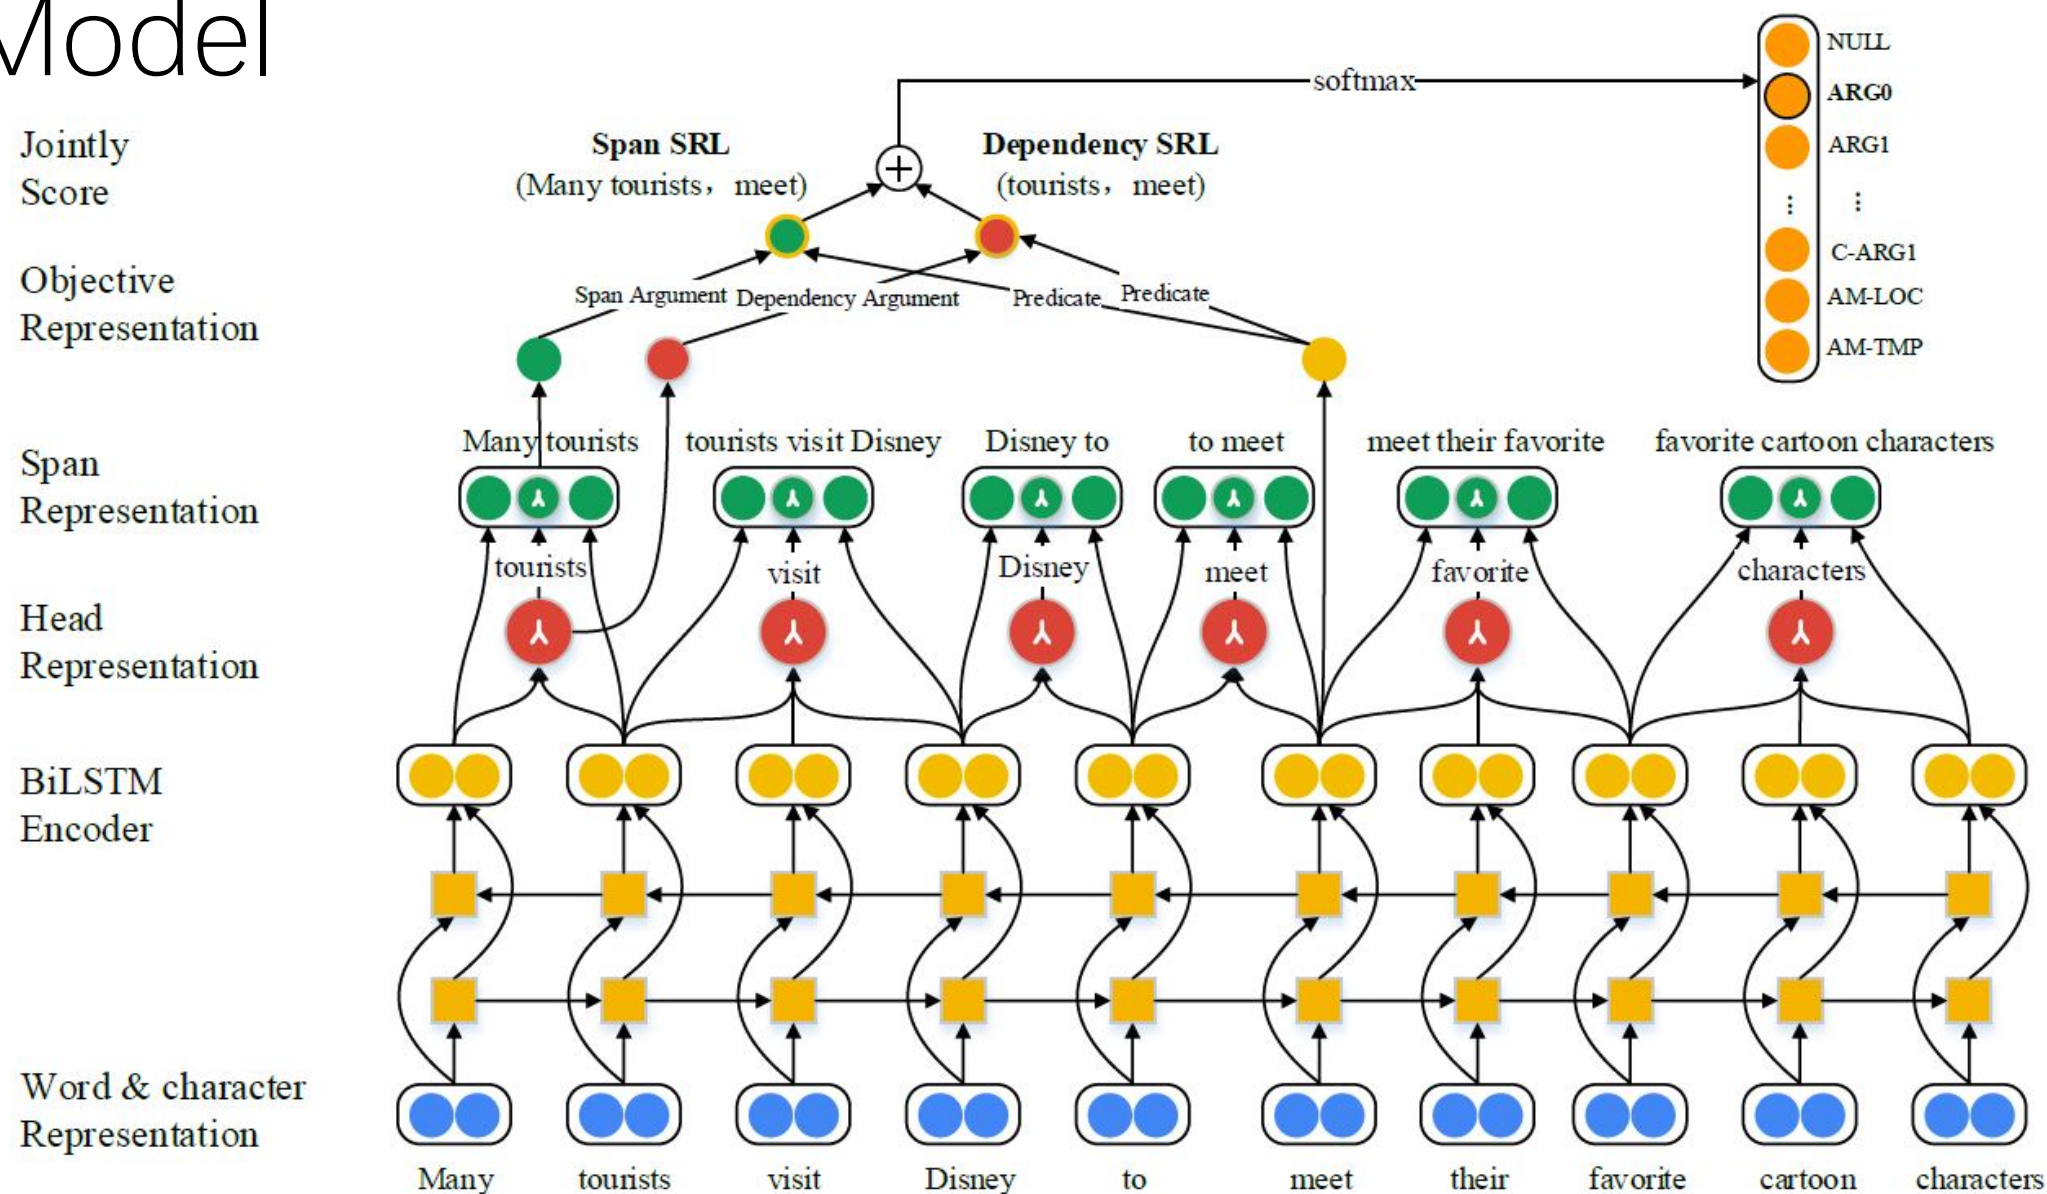 Model
softmax
NULL
ARG0
ARG1
⋮ ⋮
C-ARG1
AM-LOC
AM-TMP
Jointly
Score
Span SRL
(Many tourists, meet)
+
Dependency SRL
(tourists, meet)
Objective
Representation
Span Argument
Dependency Argument
Predicate
Predicate
Span
Representation
Many tourists
tourists visit Disney
Disney to
to meet
meet their favorite
favorite cartoon characters
tourists
visit
Disney
meet
favorite
characters
Head
Representation
BiLSTM
Encoder
Word & character
Representation
Many
tourists
visit
Disney
to
meet
their
favorite
cartoon
characters